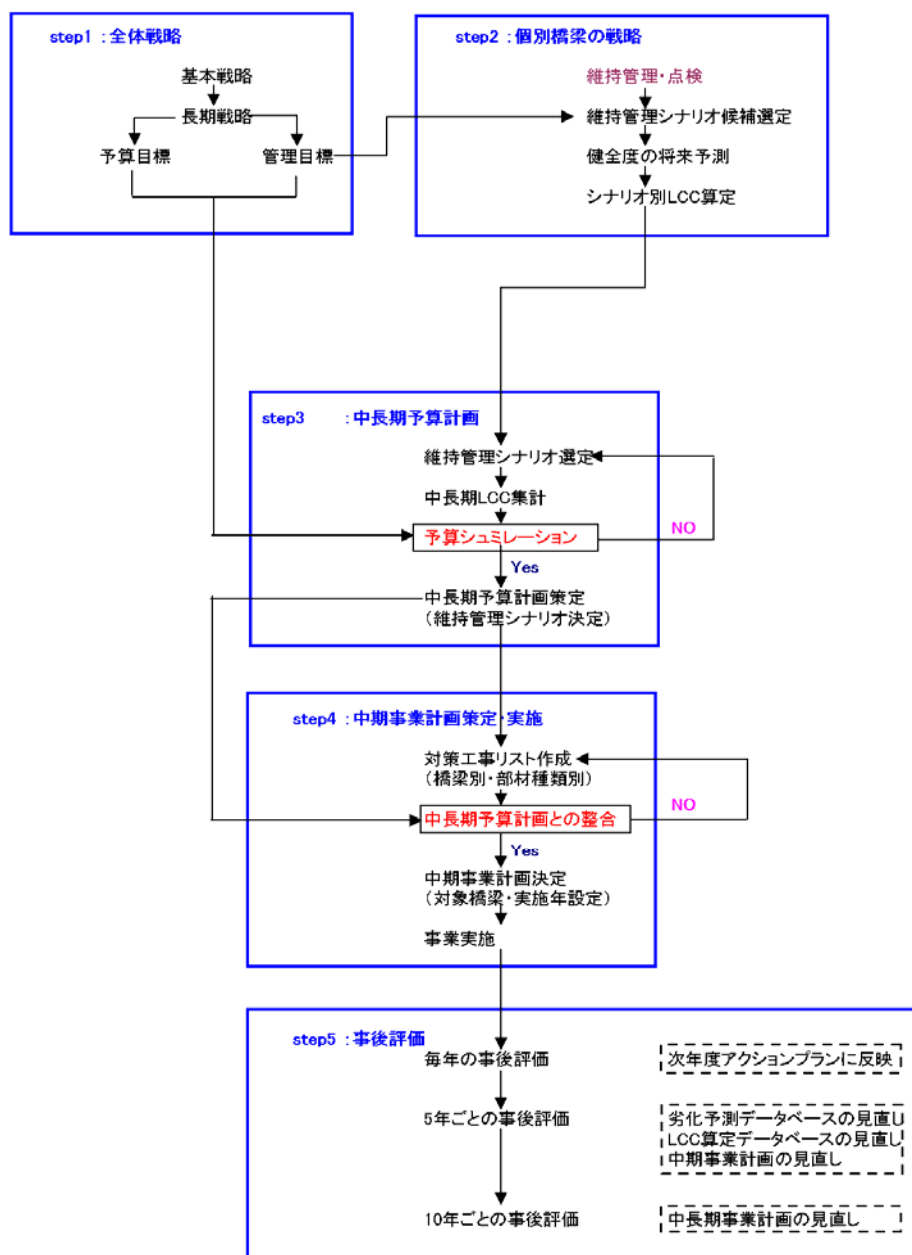 step1:全体戦略
基本戦略
長期戦略
予算目標
管理目標
step2:個別橋梁の戦略
維持管理・点検
維持管理シナリオ候補選定
健全度の将来予測
シナリオ別LCC算定
step3 :中長期予算計画
維持管理シナリオ選定
中長期LCC集計
予算シュミレーション
NO
Yes
中長期予算計画策定
(維持管理シナリオ決定)
step4:中期事業計画策定・実施
対策工事リスト作成
(橋梁別・部材種類別)
NO
中長期予算計画との整合
Yes
中期事業計画決定
(対象橋梁・実施年設定)
事業実施
step5:事後評価
毎年の事後評価
次年度アクションプランに反映
5年ごとの事後評価
劣化予測データベースの見直し
LCC算定データベースの見直し
中期事業計画の見直し
10年ごとの事後評価
中長期事業計画の見直し